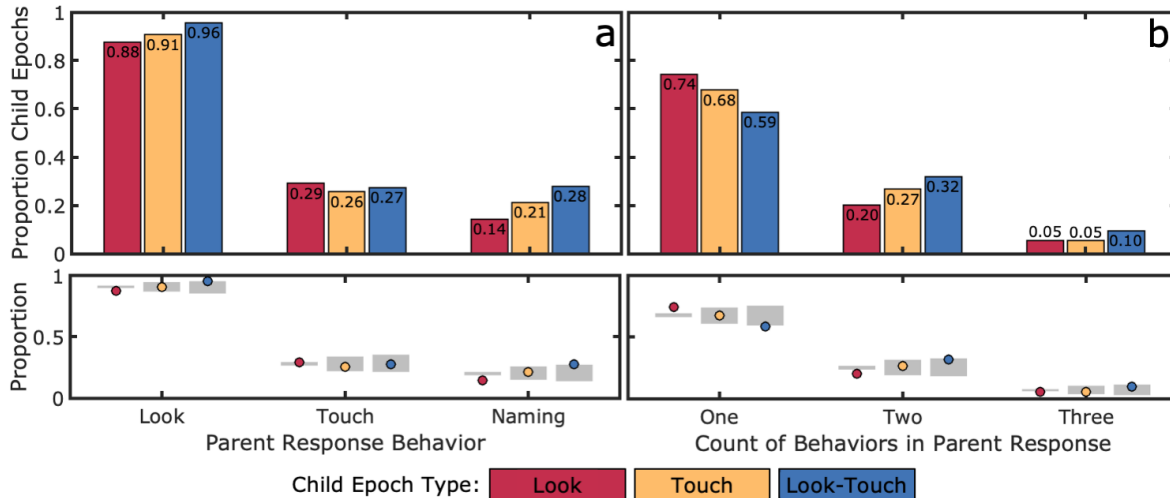 a
b
Proportion Child Epochs
1
0.8
0.6
0.4
0.2
0
0.88 0.91 0.96
0.29 0.26 0.27
0.14 0.21 0.28
0.74 0.68 0.59
0.20 0.27 0.32
0.05 0.05 0.10
Proportion
1
0.5
0
Look Touch Naming
Parent Response Behavior
One Two Three
Count of Behaviors in Parent Response
Child Epoch Type: Look Touch Look-Touch